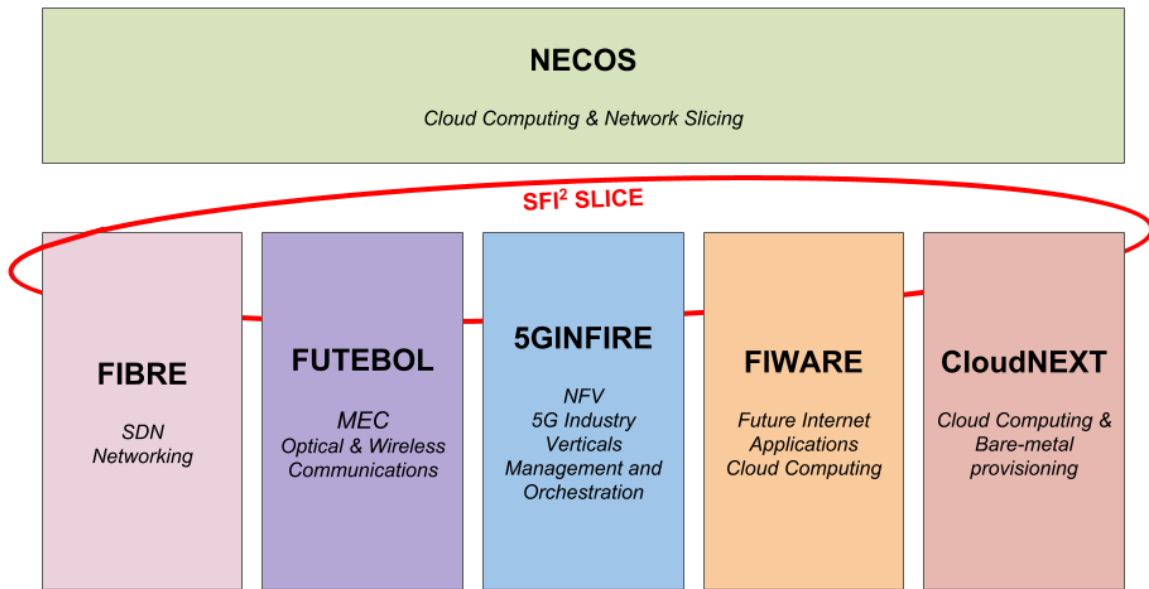 NECOS
Cloud Computing & Network Slicing
SFI² SLICE
FIBRE
SDN
Networking
FUTEBOL
MEC
Optical & Wireless
Communications
5GINFIRE
NFV
5G Industry
Verticals
Management and
Orchestration
FIWARE
Future Internet
Applications
Cloud Computing
CloudNEXT
Cloud Computing &
Bare-metal
provisioning